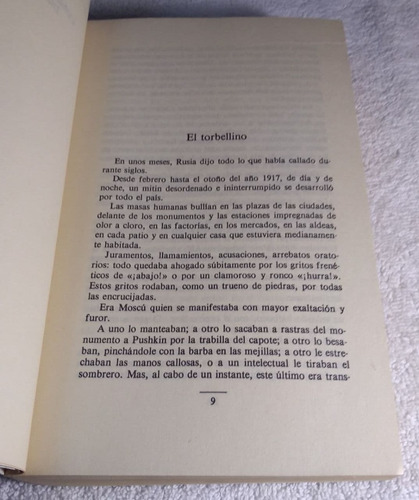 El torbellino
En unos meses, Rusia dijo todo lo que había callado du-
rante siglos.
Desde febrero hasta el otoño del año 1917, de día y de
noche, un mitin desordenado e ininterrumpido se desarrolló
por todo el país.
Las masas humanas bullían en las plazas de las ciudades,
delante de los monumentos y las estaciones impregnadas de
olor a cloro, en las factorías, en los mercados, en las aldeas,
en cada patio y en cualquier casa que estuviera medianamen-
te habitada.
Juramentos, llamamientos, acusaciones, arrebatos orato-
rios: todo quedaba ahogado súbitamente por los gritos frené-
ticos de «¡abajo!» o por un clamoroso y ronco «¡hurra!».
Estos gritos rodaban, como un trueno de piedras, por todas
las encrucijadas.
Era Moscú quien se manifestaba con mayor exaltación y
furor.
A uno lo manteaban; a otro lo sacaban a rastras del mo-
numento a Pushkin por la trabilla del capote; a otro lo besa-
ban, pinchándole con la barba en las mejillas; a otro le estre-
chaban las manos callosas, o a un intelectual le tiraban el
sombrero. Mas, al cabo de un instante, este último era trans-
9